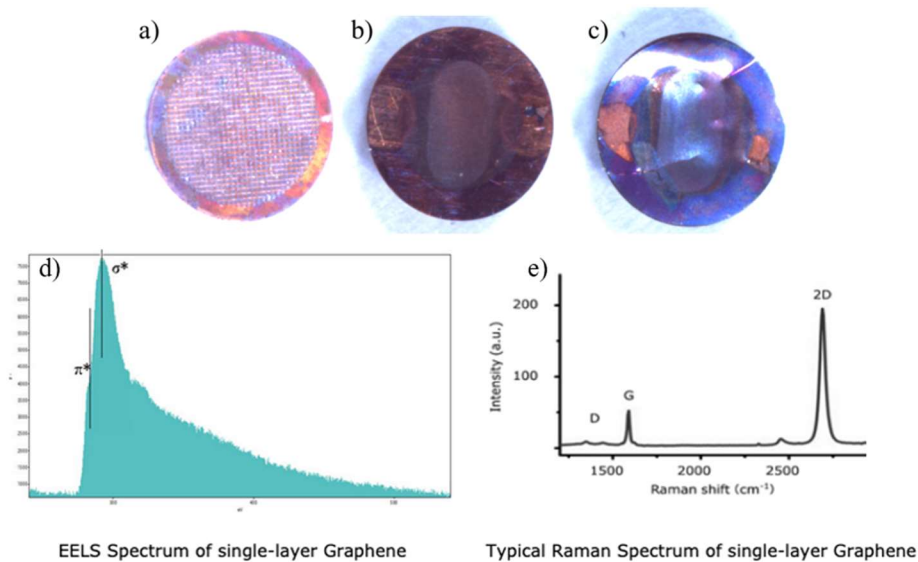 a)
b)
c)
d)
σ*
π*
e)
200
100
Intensity (a.u.)
D
G
2D
1500
2000
2500
Raman shift (cm⁻¹)
EELS Spectrum of single-layer Graphene
Typical Raman Spectrum of single-layer Graphene